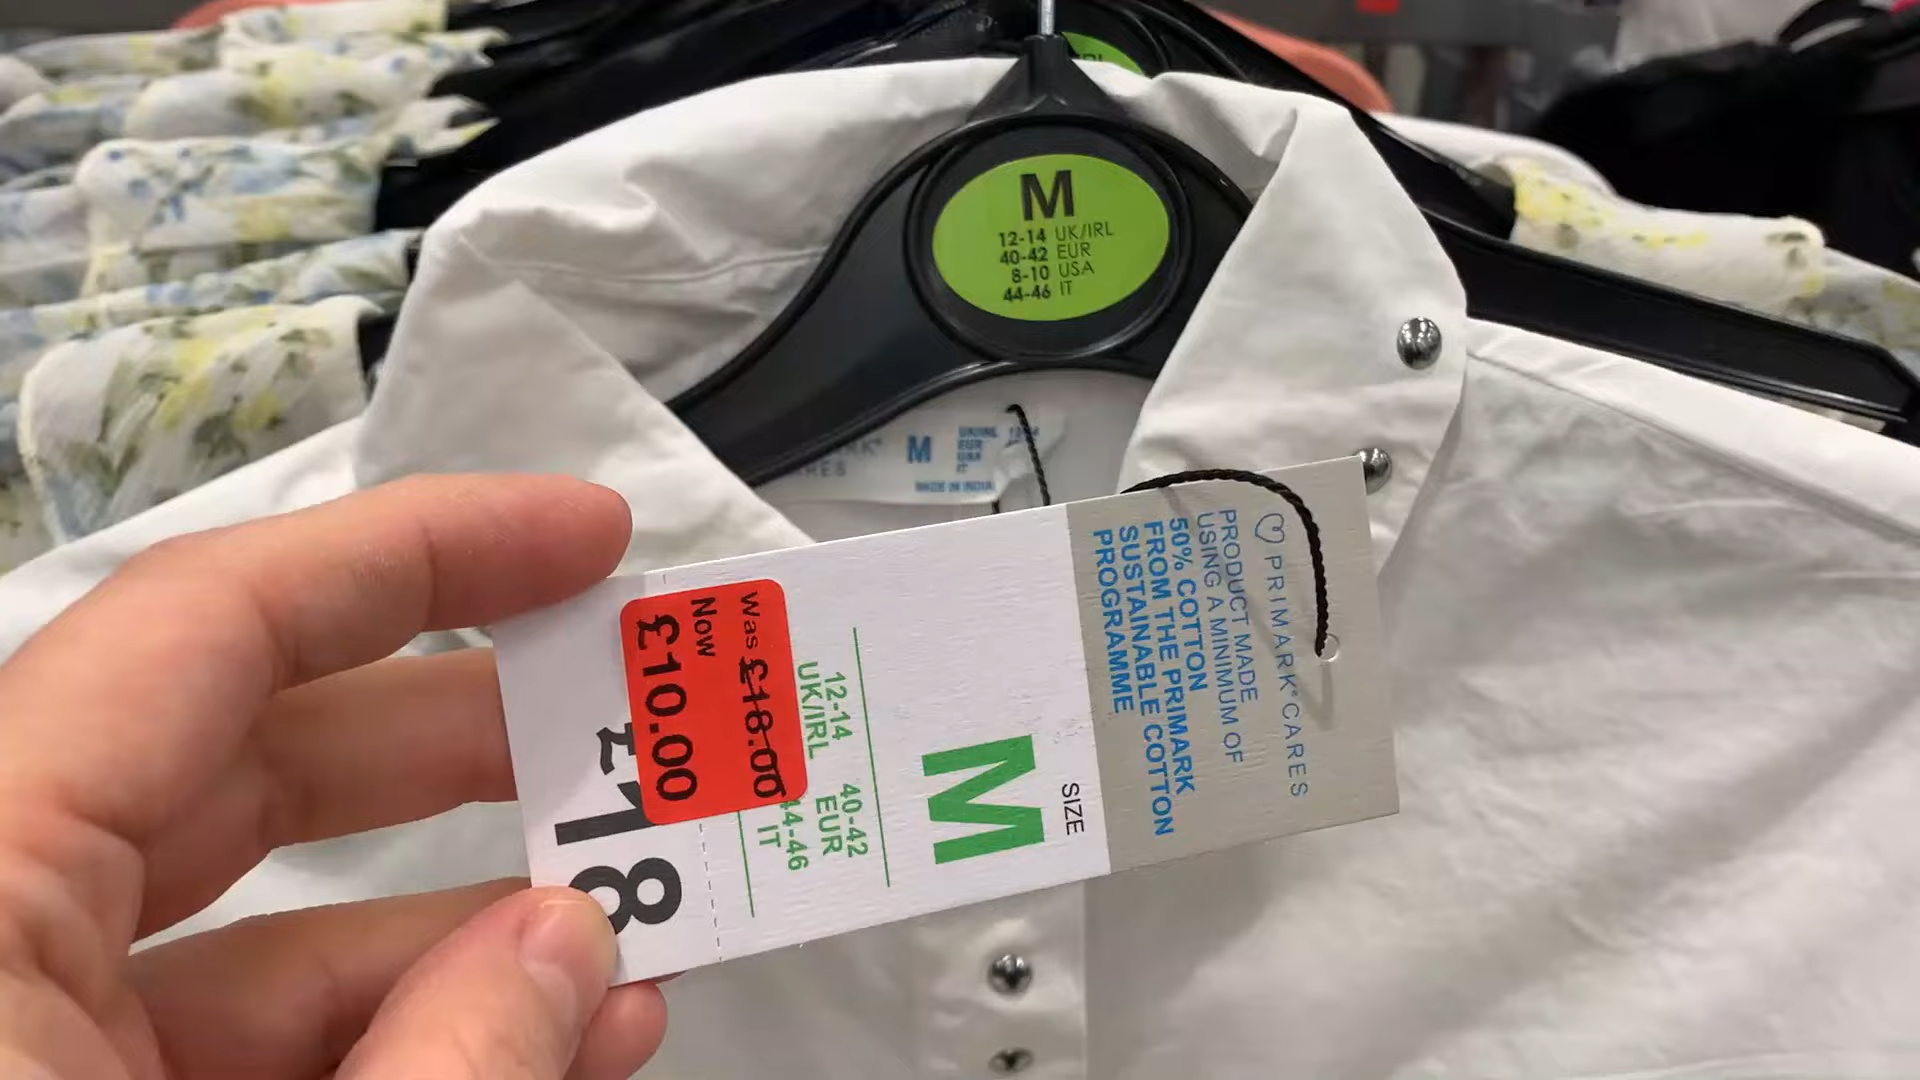 M
12-14 UK/IRL
40-42 EUR
8-10 USA
44-46 IT
M
EUR
IT
MADE IN INDIA
PRIMARK® CARES
PRODUCT MADE
USING A MINIMUM OF
50% COTTON
FROM THE PRIMARK
SUSTAINABLE COTTON
PROGRAMME
SIZE
M
12-14 40-42
UK/IRL EUR
44-46
IT
Was £18.00
Now
£10.00
£18